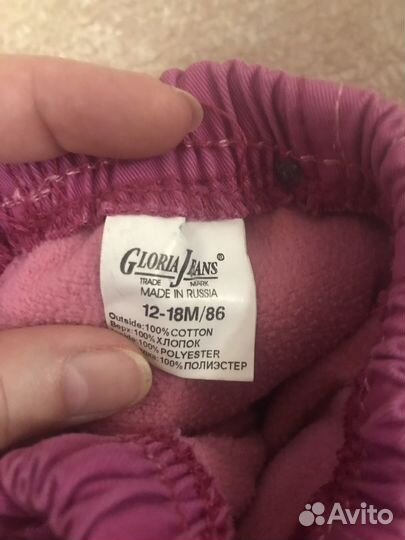 GLORIA JEANS®
TRADE MARK
MADE IN RUSSIA
12-18M/86
Outside:100% COTTON
Верх:100% ХЛОПОК
:100% POLYESTER
:100% ПОЛИЭСТЕР
Avito